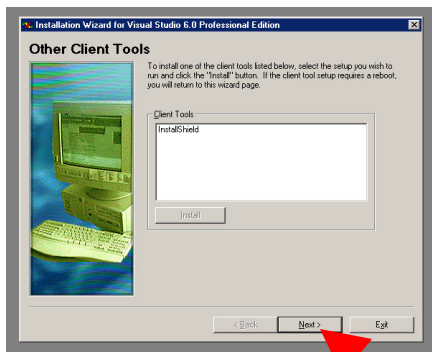 Installation Wizard for Visual Studio 6.0 Professional Edition
Other Client Tools
To install one of the client tools listed below, select the setup you wish to
run and click the "Install" button. If the client tool setup requires a reboot,
you will return to this wizard page.
Client Tools
InstallShield
Install
< Back
Next >
Exit